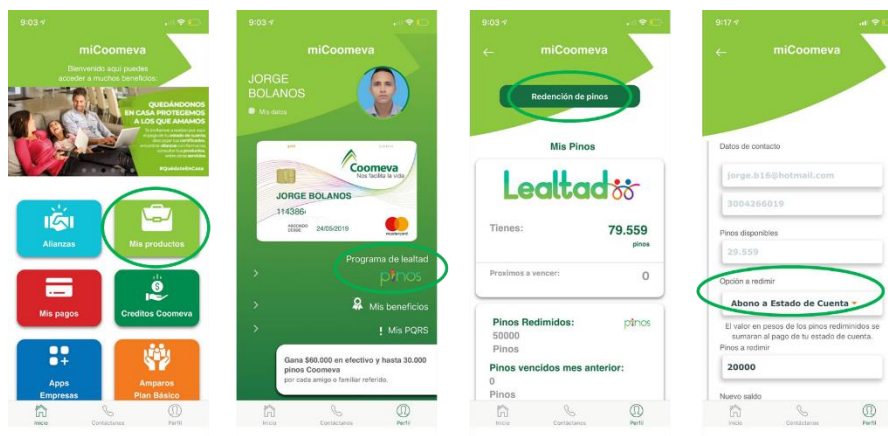 9:03
miCoomeva
Bienvenido aquí puedes
acceder a muchos beneficios:
QUEDÁNDONOS
EN CASA PROTEGEMOS
A LOS QUE AMAMOS
#QuédateEnCasa
Alianzas
Mis productos
Mis pagos
Creditos Coomeva
Apps
Empresas
Amparos
Plan Básico
Inicio
Contáctanos
Perfil
9:03
miCoomeva
JORGE
BOLANOS
Mis datos
Coomeva
Nos facilita la vida
JORGE BOLANOS
114386
24/05/2019
mastercard
Programa de lealtad
pinos
Mis beneficios
! Mis PQRS
Gana $60.000 en efectivo y hasta 30.000
pinos Coomeva
por cada amigo o familiar referido.
Inicio
Contáctanos
Perfil
9:03
miCoomeva
Redención de pinos
Mis Pinos
Lealtad
Tienes:
79.559
pinos
Proximos a vencer:
0
Pinos Redimidos:
pinos
50000
Pinos
Pinos vencidos mes anterior:
0
Pinos
Inicio
Contáctanos
Perfil
9:17
miCoomeva
Datos de contacto
jorge.b16@hotmail.com
3004266019
Pinos disponibles
29.559
Opción a redimir
Abono a Estado de Cuenta
El valor en pesos de los pinos rediminidos se
sumaran al pago de tu estado de cuenta.
Pinos a redimir
20000
Nuevo saldo
Inicio
Contáctanos
Perfil